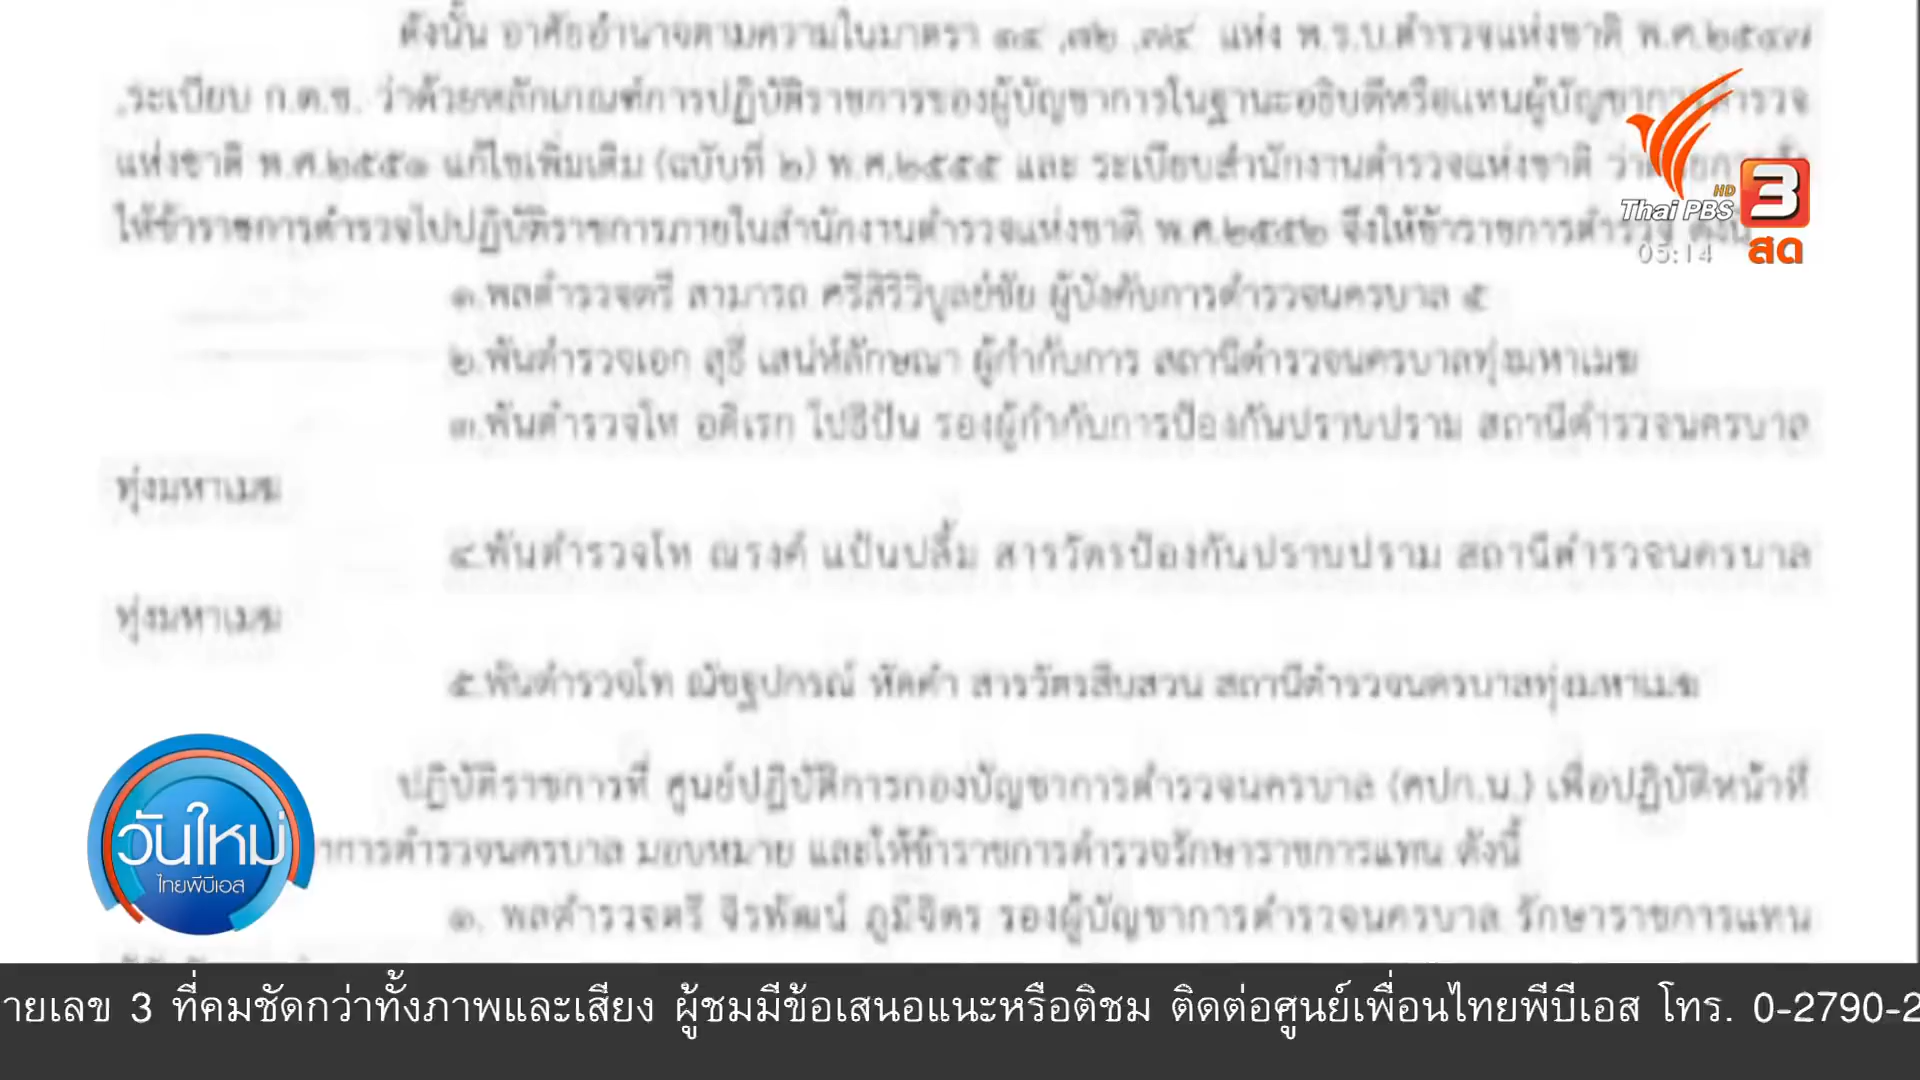 ดังนั้น อาศัยอำนาจตามความในมาตรา ๑๔ ,๗๒ ,๗๔ แห่ง พ.ร.บ.ตำรวจแห่งชาติ พ.ศ.๒๕๔๗
,ระเบียบ ก.ต.ช. ว่าด้วยหลักเกณฑ์การปฏิบัติราชการของผู้บัญชาการในฐานะอธิบดีหรือแทนผู้บัญชาการตำรวจ
แห่งชาติ พ.ศ.๒๕๕๑ แก้ไขเพิ่มเติม (ฉบับที่ ๒) พ.ศ.๒๕๕๕ และ ระเบียบสำนักงานตำรวจแห่งชาติ
ให้ข้าราชการตำรวจไปปฏิบัติราชการภายในสำนักงานตำรวจแห่งชาติ พ.ศ.๒๕๕๒ จึงให้ข้าราชการตำรวจ ดังนี้
Thai PBS HD 3
05:14 สด
๑.พลตำรวจตรี สามารถ ศรีสิริวิบูลย์ชัย ผู้บังคับการตำรวจนครบาล ๕
๒.พันตำรวจเอก สุธี เสน่ห์ลักษณา ผู้กำกับการ สถานีตำรวจนครบาลทุ่งมหาเมฆ
๓.พันตำรวจโท อดิเรก โปธิปัน รองผู้กำกับการป้องกันปราบปราม สถานีตำรวจนครบาล
ทุ่งมหาเมฆ
๔.พันตำรวจโท ณรงค์ แป้นปลื้ม สารวัตรป้องกันปราบปราม สถานีตำรวจนครบาล
ทุ่งมหาเมฆ
๕.พันตำรวจโท ณัชฐปกรณ์ หัดคำ สารวัตรสืบสวน สถานีตำรวจนครบาลทุ่งมหาเมฆ
ปฏิบัติราชการที่ ศูนย์ปฏิบัติการกองบัญชาการตำรวจนครบาล (ศปก.น.) เพื่อปฏิบัติหน้าที่
าการตำรวจนครบาล มอบหมาย และให้ข้าราชการตำรวจรักษาราชการแทน ดังนี้
๑. พลตำรวจตรี จิรพัฒน์ ภูมิจิตร รองผู้บัญชาการตำรวจนครบาล รักษาราชการแทน
วันใหม่
ไทยพีบีเอส
ายเลข 3 ที่คมชัดกว่าทั้งภาพและเสียง ผู้ชมมีข้อเสนอแนะหรือติชม ติดต่อศูนย์เพื่อนไทยพีบีเอส โทร. 0-2790-2